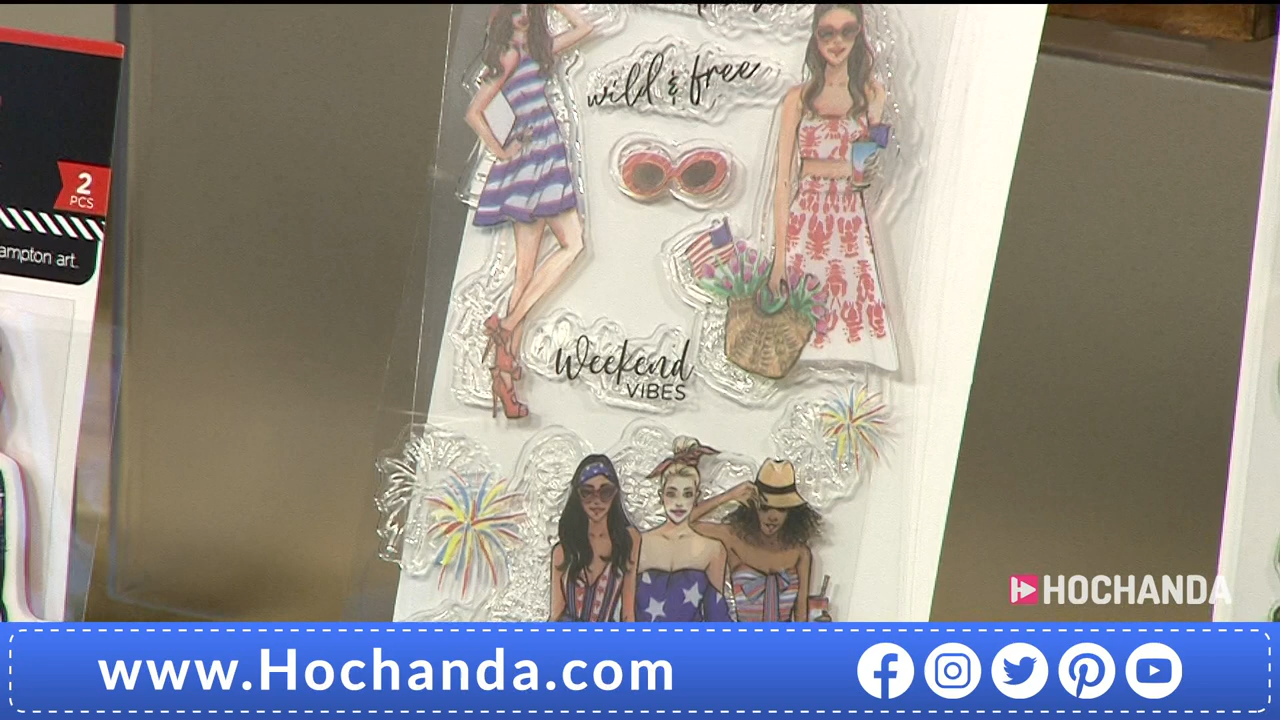 wild & free
2
PCS
ampton art.
Weekend
VIBES
HOCHANDA
www.Hochanda.com